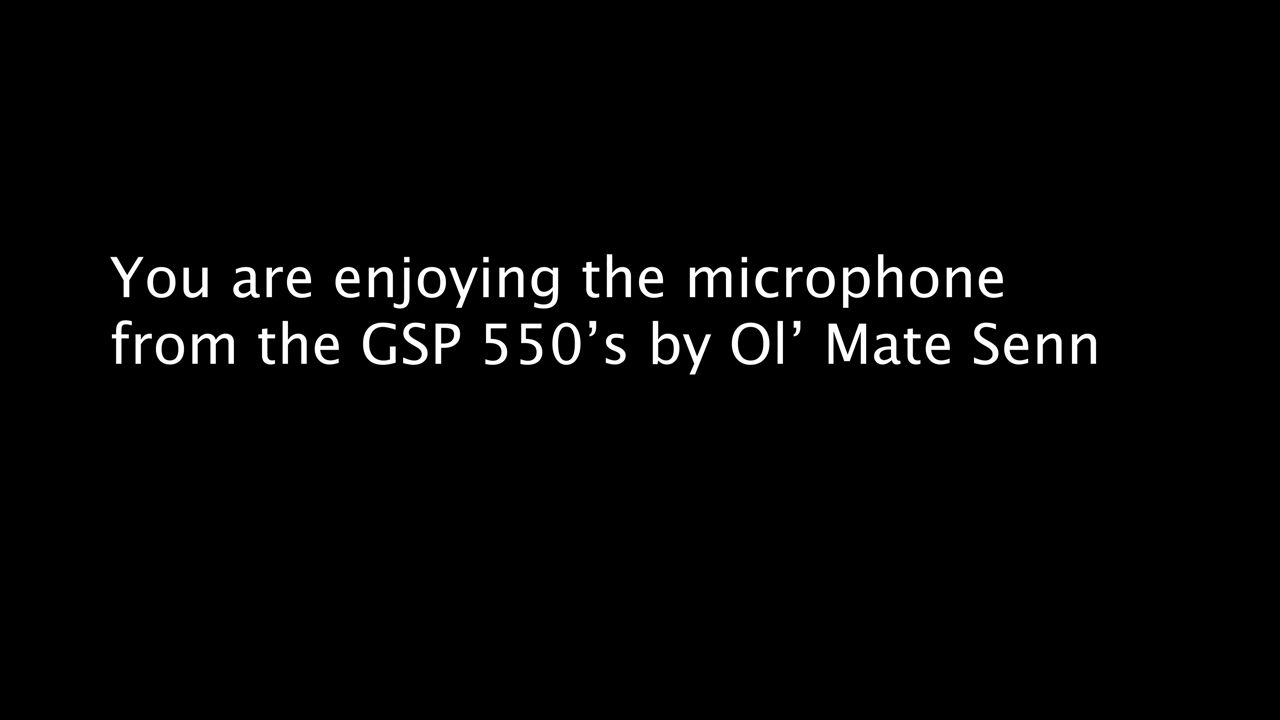 You are enjoying the microphone
from the GSP 550’s by Ol’ Mate Senn